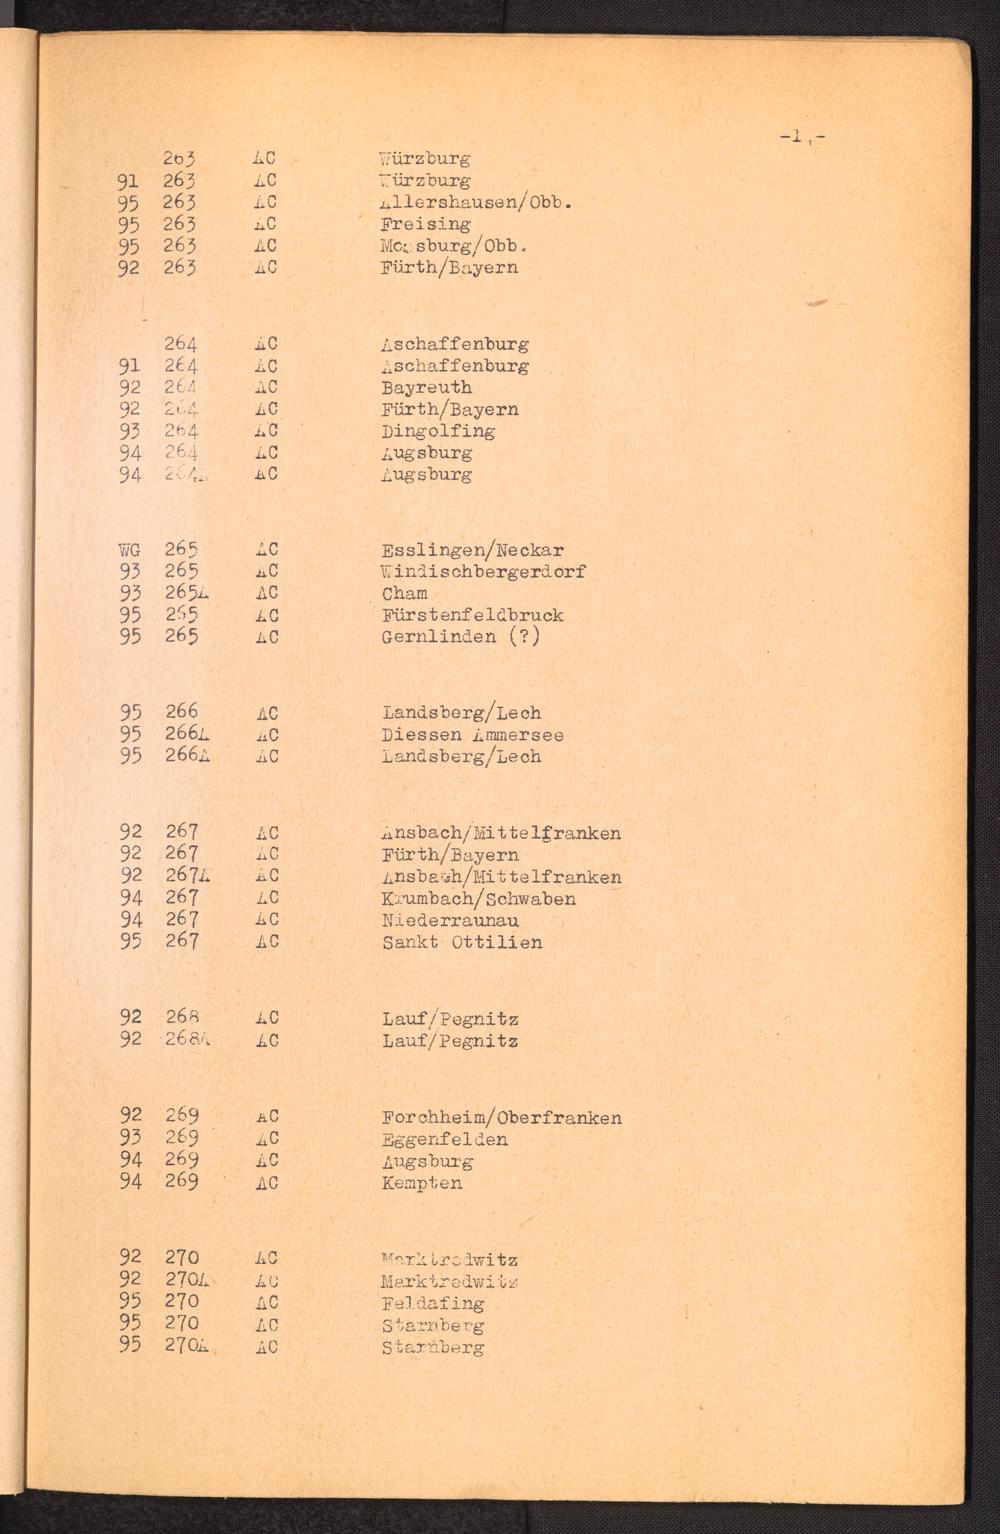 263 AC Würzburg
91 263 AC Würzburg
95 263 AC Allershausen/Obb.
95 263 AC Freising
95 263 AC Moosburg/Obb.
92 263 AC Fürth/Bayern
264 AC Aschaffenburg
91 264 AC Aschaffenburg
92 264 AC Bayreuth
92 264 AC Fürth/Bayern
93 264 AC Dingolfing
94 264 AC Augsburg
94 264A AC Augsburg
WG 265 AC Esslingen/Neckar
93 265 AC Windischbergerdorf
93 265A AC Cham
95 265 AC Fürstenfeldbruck
95 265 AC Gernlinden (?)
95 266 AC Landsberg/Lech
95 266A AC Diessen Ammersee
95 266A AC Landsberg/Lech
92 267 AC Ansbach/Mittelfranken
92 267 AC Fürth/Bayern
92 267A AC Ansbach/Mittelfranken
94 267 AC Krumbach/Schwaben
94 267 AC Niederraunau
95 267 AC Sankt Ottilien
92 268 AC Lauf/Pegnitz
92 268A AC Lauf/Pegnitz
92 269 AC Forchheim/Oberfranken
93 269 AC Eggenfelden
94 269 AC Augsburg
94 269 AC Kempten
92 270 AC Marktredwitz
92 270A AC Marktredwitz
95 270 AC Feldafing
95 270 AC Starnberg
95 270A AC Starnberg